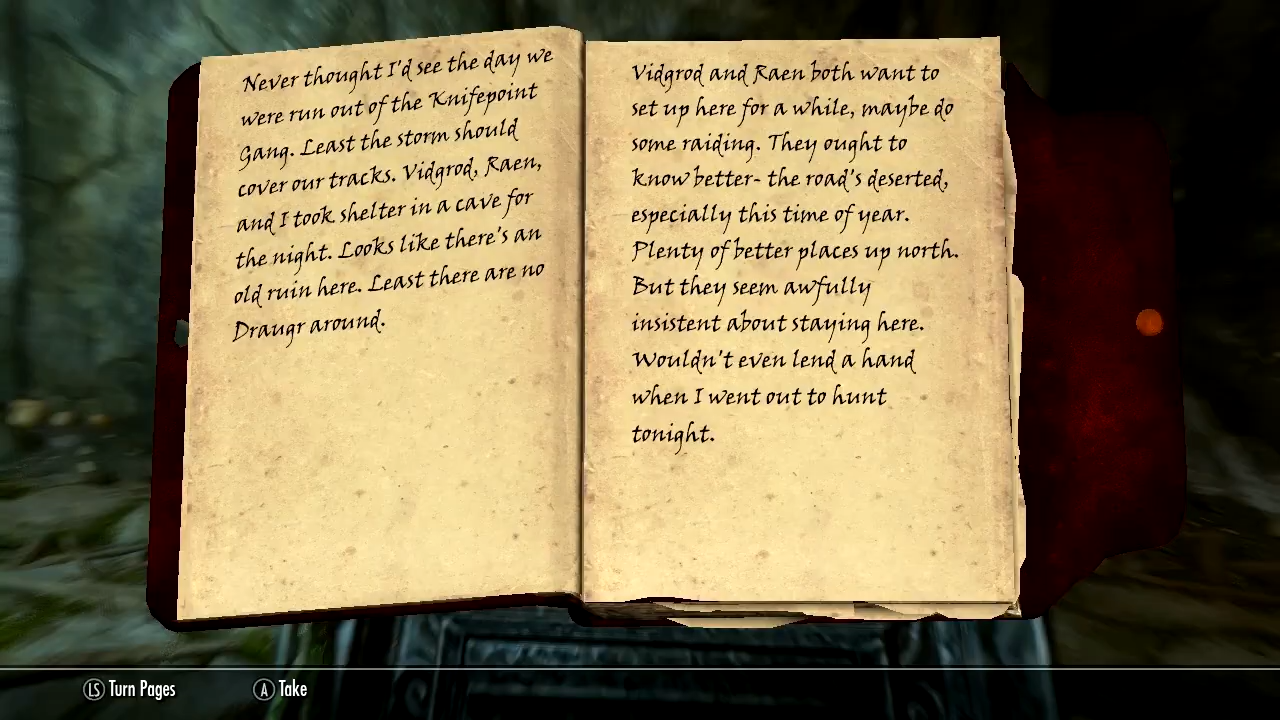 Never thought I'd see the day we
were run out of the Knifepoint
Gang. Least the storm should
cover our tracks. Vidgrod, Raen,
and I took shelter in a cave for
the night. Looks like there's an
old ruin here. Least there are no
Draugr around.
Vidgrod and Raen both want to
set up here for a while, maybe do
some raiding. They ought to
know better- the road's deserted,
especially this time of year.
Plenty of better places up north.
But they seem awfully
insistent about staying here.
Wouldn't even lend a hand
when I went out to hunt
tonight.
LS Turn Pages
A Take